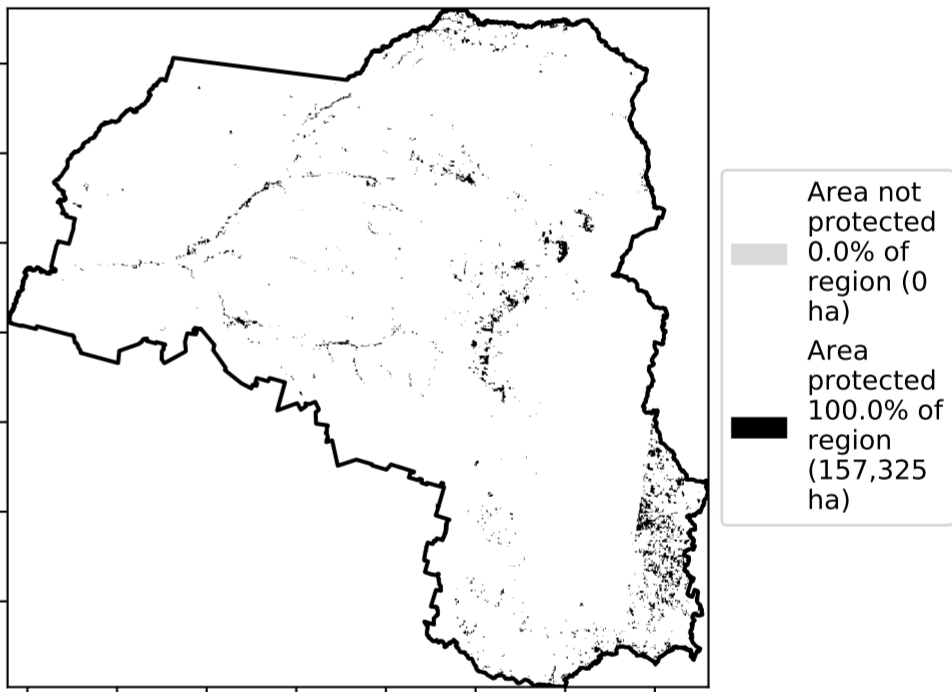 Area not
protected
0.0% of
region (0
ha)
Area
protected
100.0% of
region
(157,325
ha)